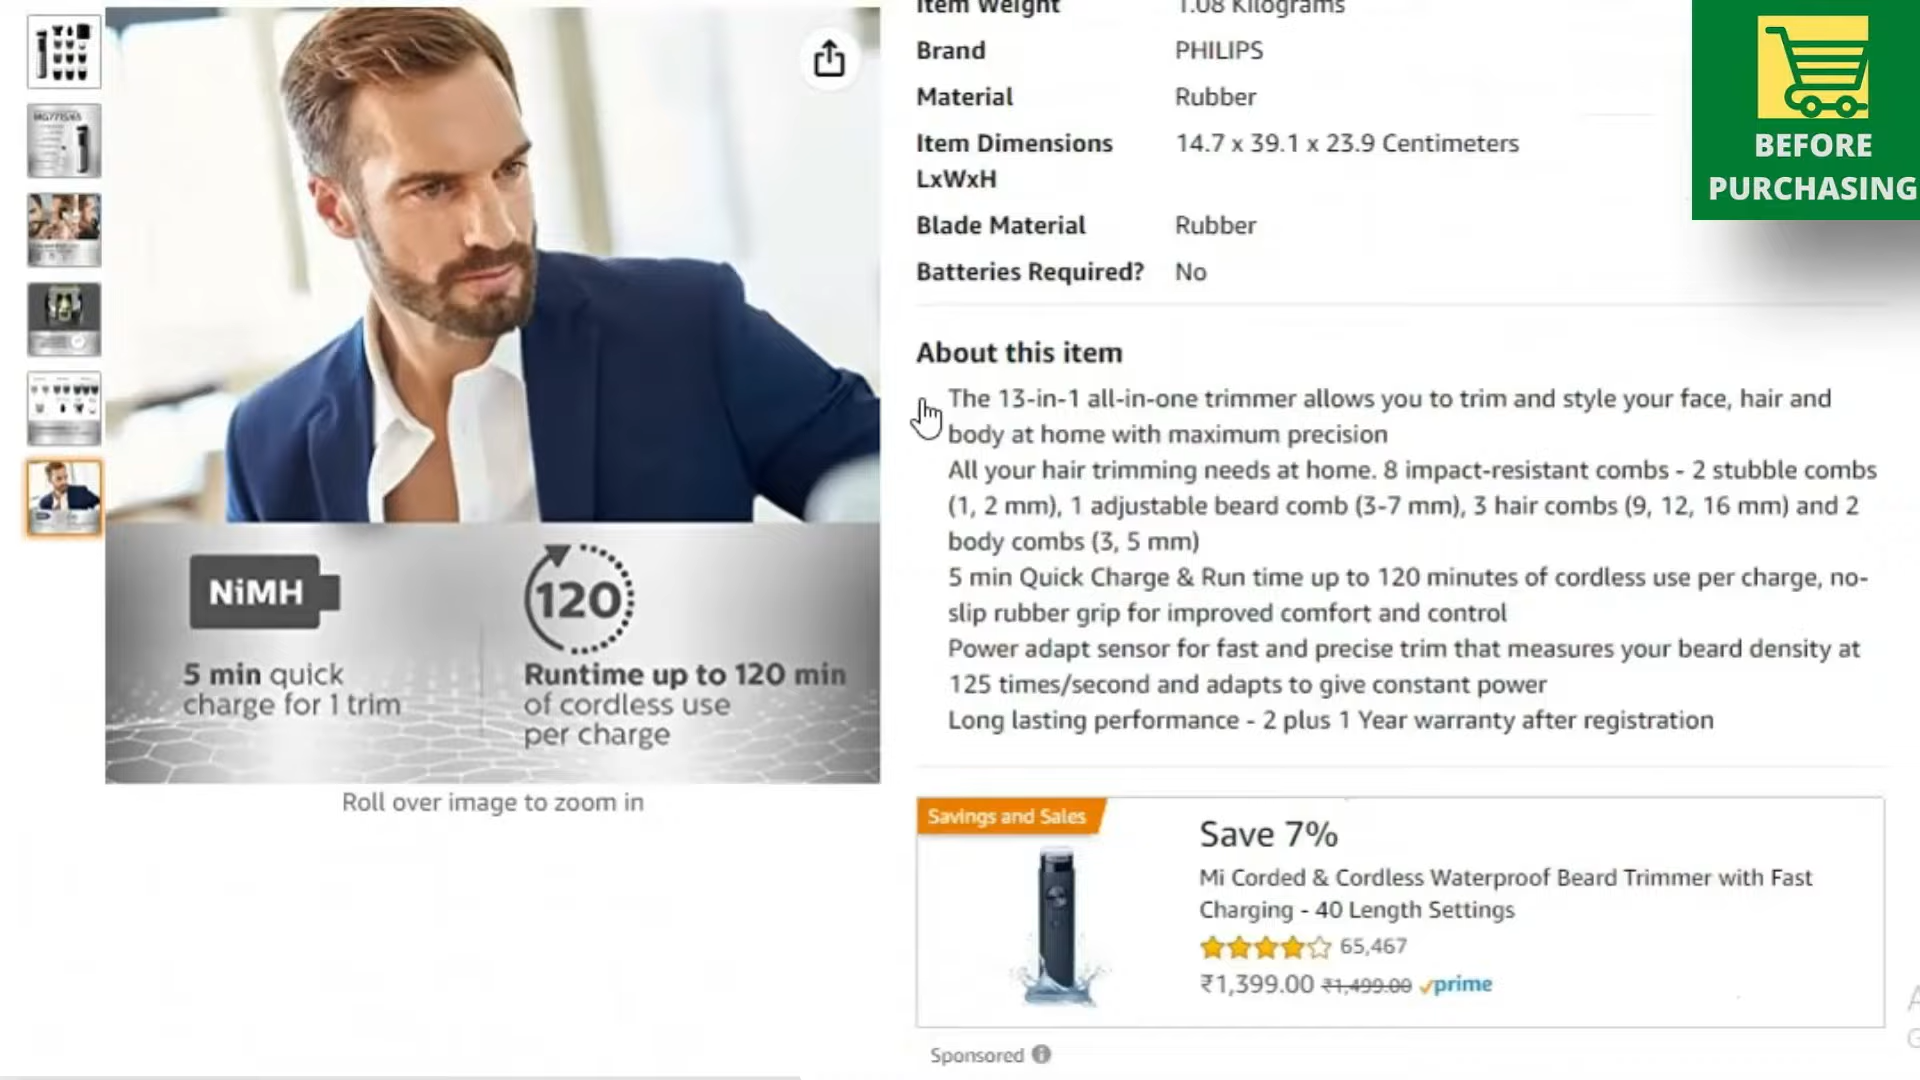 Item Weight 1.08 Kilograms
Brand PHILIPS
Material Rubber
Item Dimensions 14.7 x 39.1 x 23.9 Centimeters
LxWxH
Blade Material Rubber
Batteries Required? No
BEFORE
PURCHASING
About this item
The 13-in-1 all-in-one trimmer allows you to trim and style your face, hair and
body at home with maximum precision
All your hair trimming needs at home. 8 impact-resistant combs - 2 stubble combs
(1, 2 mm), 1 adjustable beard comb (3-7 mm), 3 hair combs (9, 12, 16 mm) and 2
body combs (3, 5 mm)
5 min Quick Charge & Run time up to 120 minutes of cordless use per charge, no-
slip rubber grip for improved comfort and control
Power adapt sensor for fast and precise trim that measures your beard density at
125 times/second and adapts to give constant power
Long lasting performance - 2 plus 1 Year warranty after registration
NiMH
120
5 min quick
charge for 1 trim
Runtime up to 120 min
of cordless use
per charge
Roll over image to zoom in
Savings and Sales
Save 7%
Mi Corded & Cordless Waterproof Beard Trimmer with Fast
Charging - 40 Length Settings
65,467
₹1,399.00 ₹1,499.00 prime
Sponsored